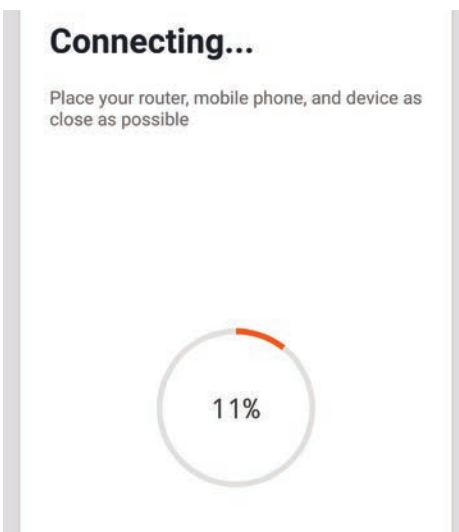 Connecting...
Place your router, mobile phone, and device as
close as possible
11%